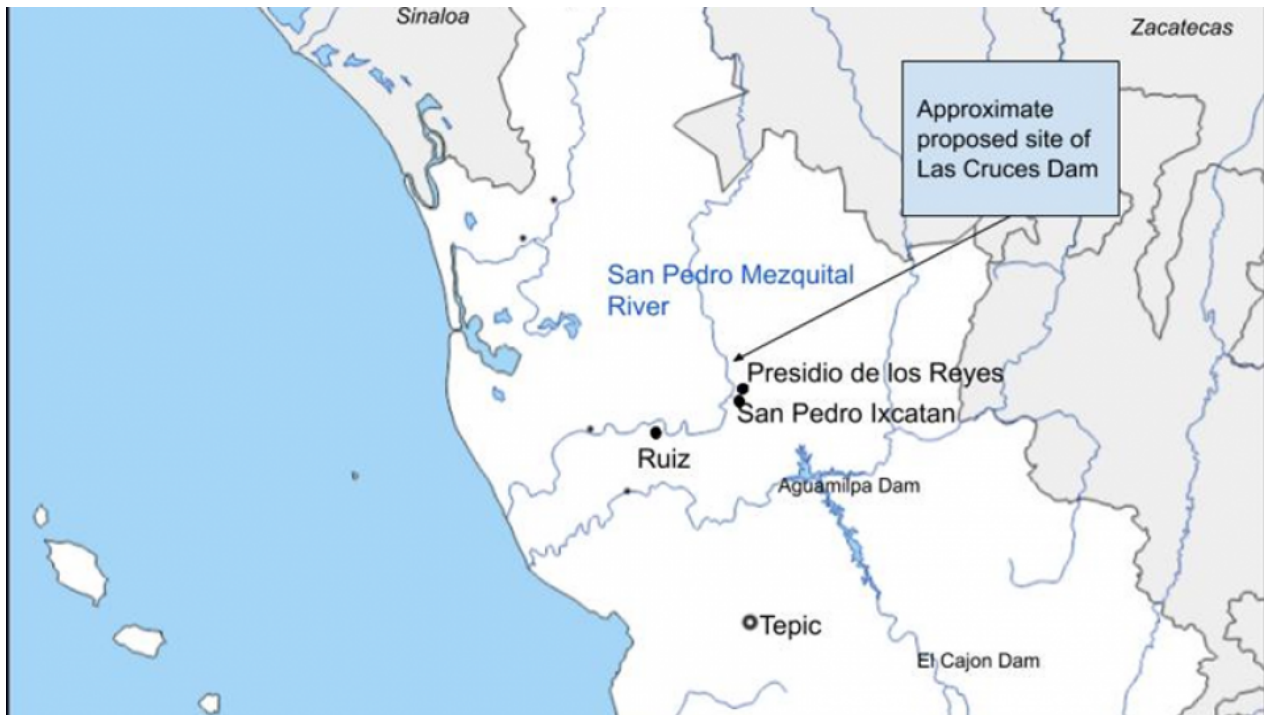 Sinaloa
Zacatecas
Approximate
proposed site of
Las Cruces Dam
San Pedro Mezquital
River
Presidio de los Reyes
San Pedro Ixcatan
Ruiz
Aguamilpa Dam
Tepic
El Cajon Dam